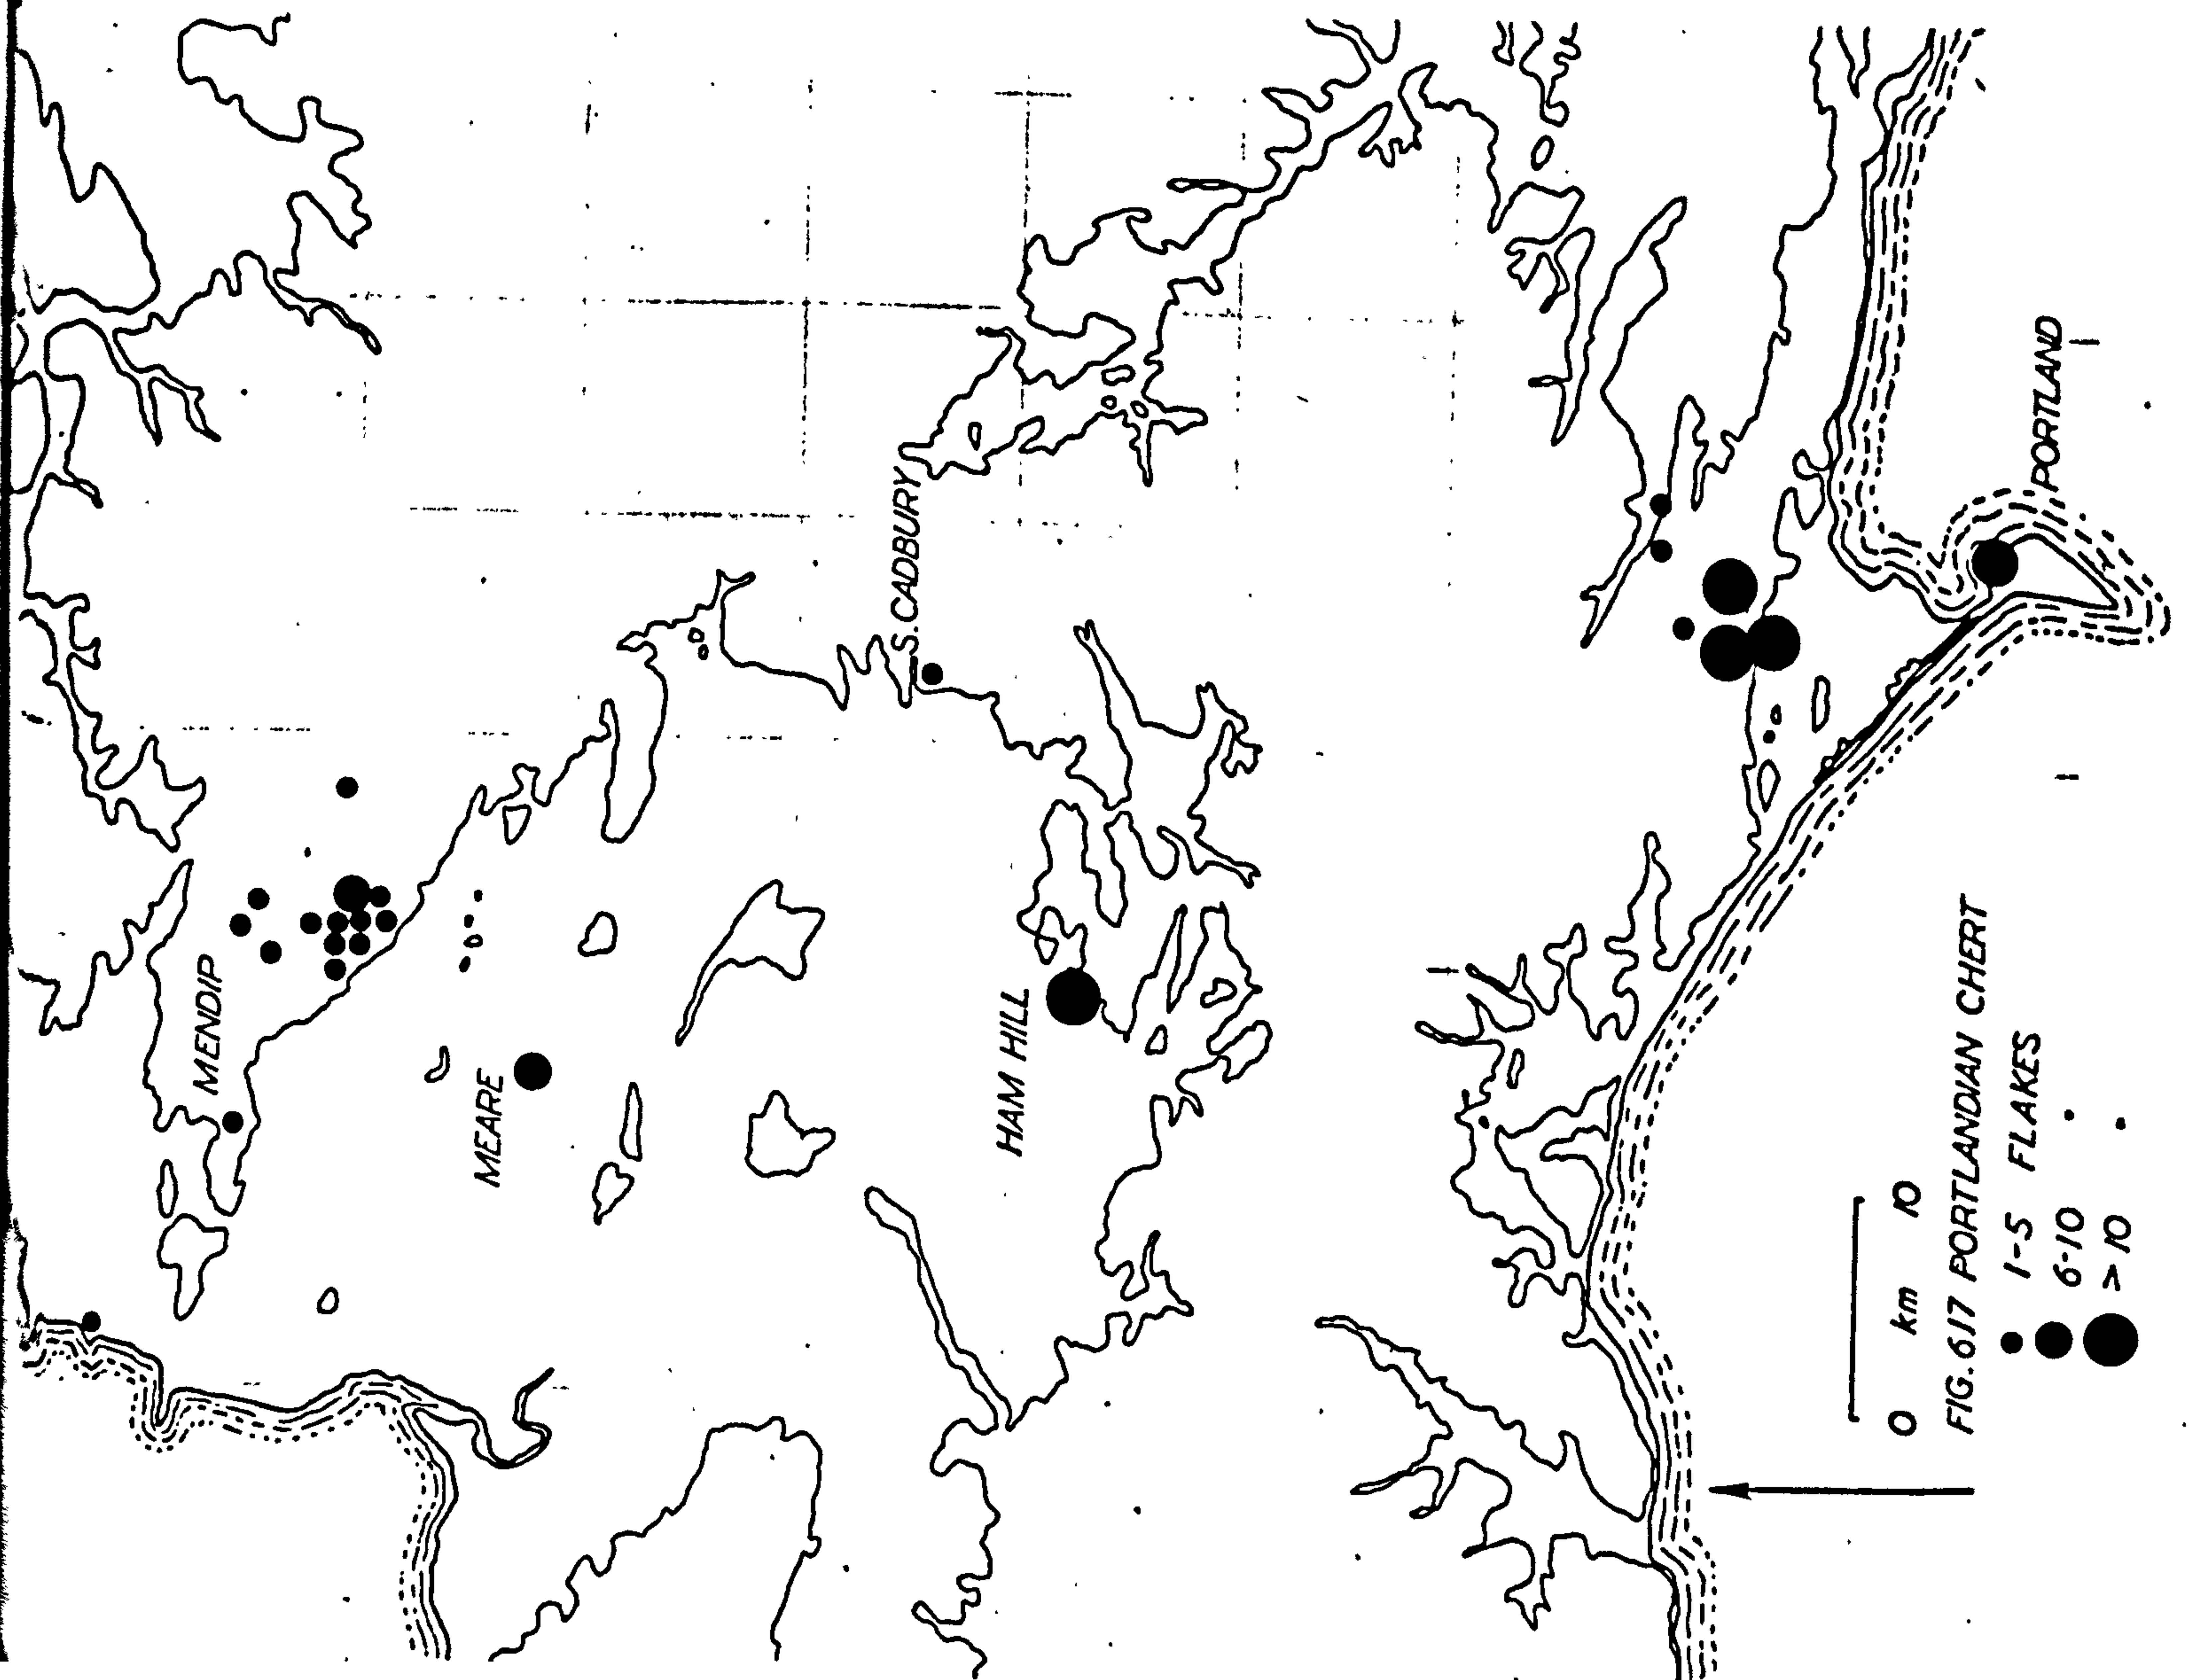 MENDIP
MEARE
S. CADBURY
HAM HILL
PORTLAND
0 km 10
FIG. 6.17 PORTLANDIAN CHERT
1-5 FLAKES
6-10
> 10